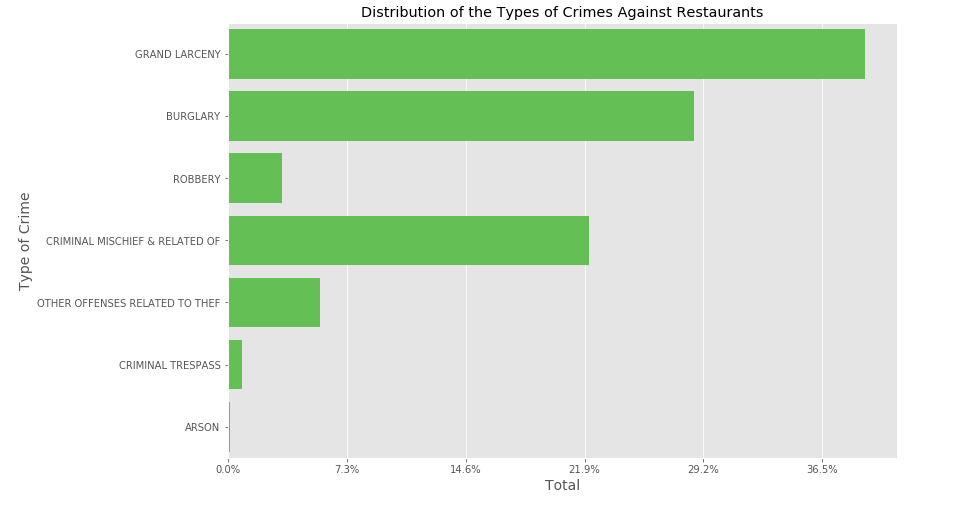 Distribution of the Types of Crimes Against Restaurants
Type of Crime
GRAND LARCENY
BURGLARY
ROBBERY
CRIMINAL MISCHIEF & RELATED OF
OTHER OFFENSES RELATED TO THEF
CRIMINAL TRESPASS
ARSON
0.0% 7.3% 14.6% 21.9% 29.2% 36.5%
Total